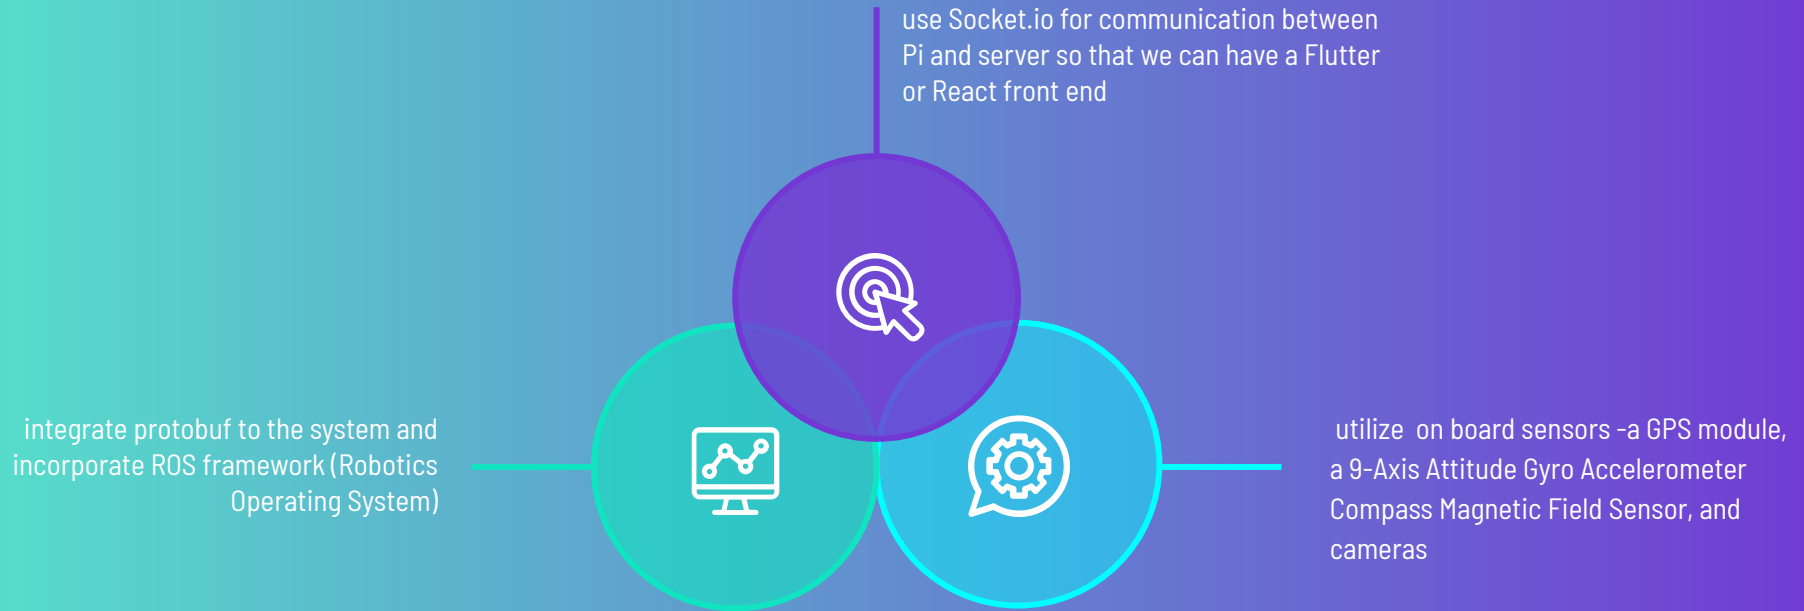 use Socket.io for communication between
Pi and server so that we can have a Flutter
or React front end
integrate protobuf to the system and
incorporate ROS framework (Robotics
Operating System)
utilize  on board sensors -a GPS module,
a 9-Axis Attitude Gyro Accelerometer
Compass Magnetic Field Sensor, and
cameras